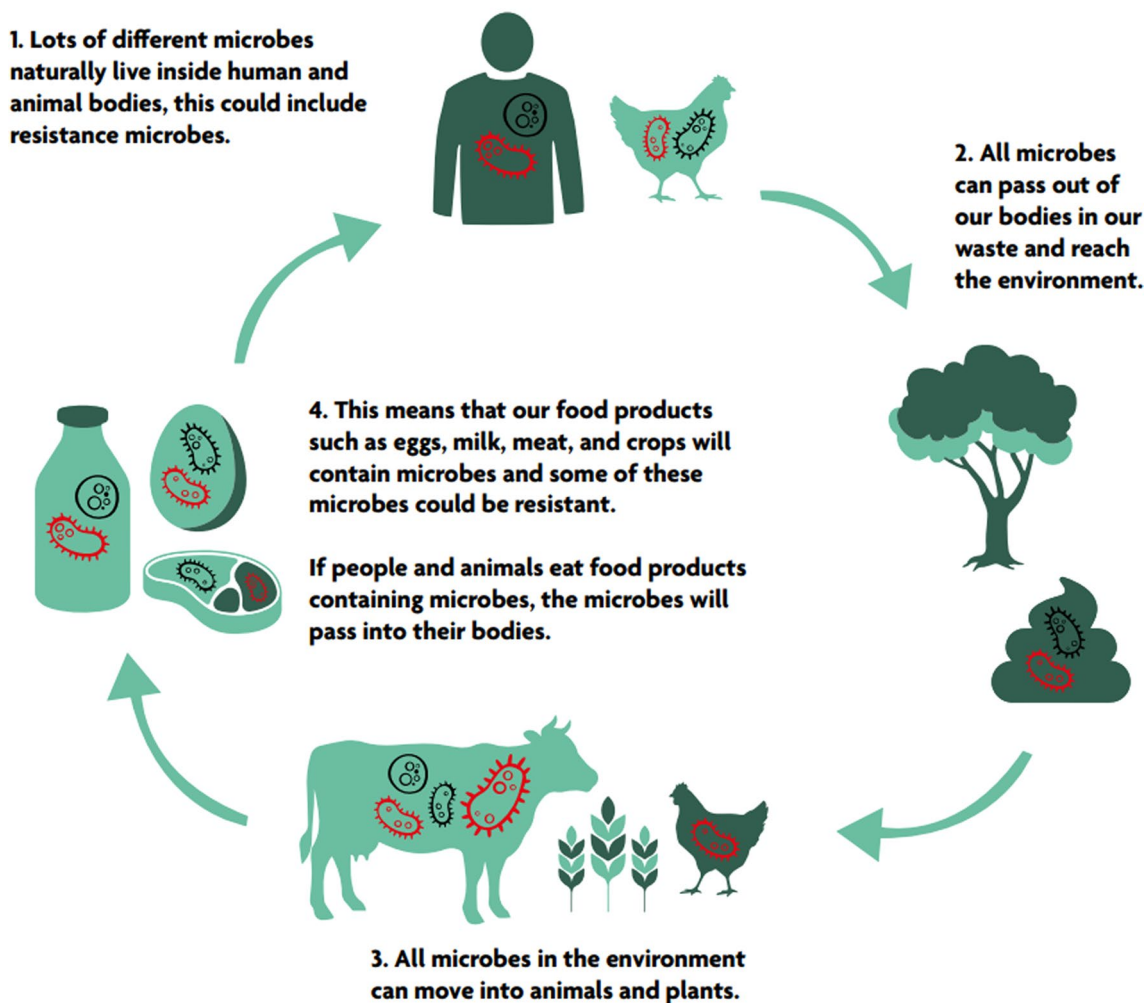 1. Lots of different microbes
naturally live inside human and
animal bodies, this could include
resistance microbes.
2. All microbes
can pass out of
our bodies in our
waste and reach
the environment.
3. All microbes in the environment
can move into animals and plants.
4. This means that our food products
such as eggs, milk, meat, and crops will
contain microbes and some of these
microbes could be resistant.
If people and animals eat food products
containing microbes, the microbes will
pass into their bodies.